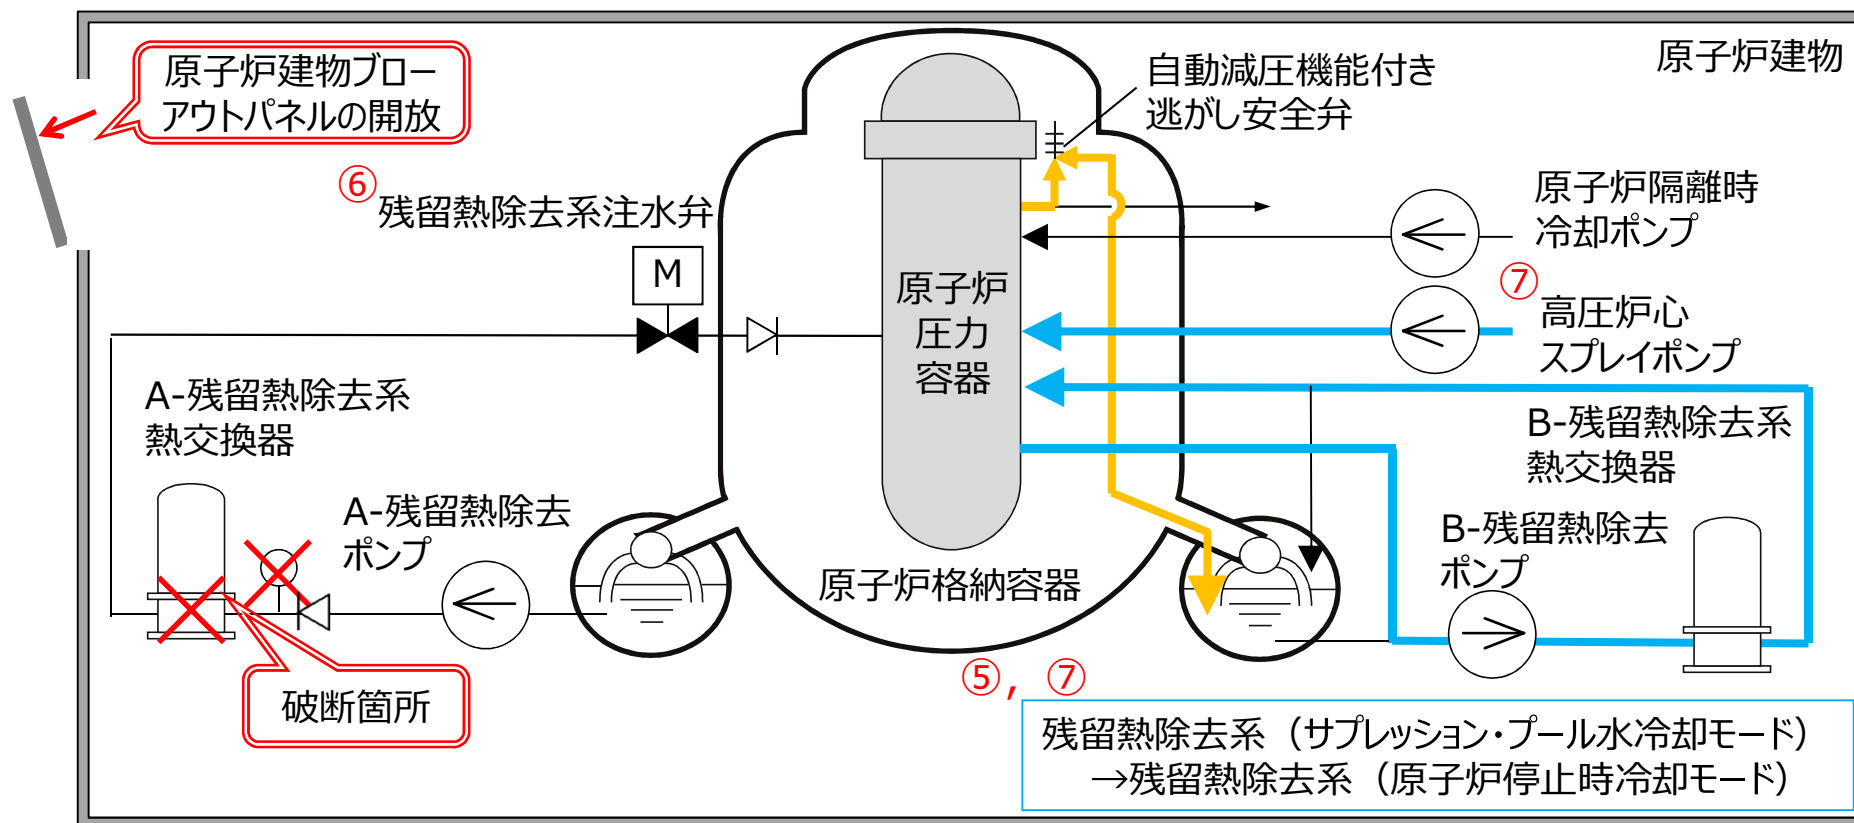 原子炉建物ブロー
アウトパネルの開放
自動減圧機能付き
逃がし安全弁
原子炉建物
⑥
残留熱除去系注水弁
M
原子炉隔離時
冷却ポンプ
原子炉
圧力
容器
⑦
高圧炉心
スプレイポンプ
A-残留熱除去系
熱交換器
B-残留熱除去系
熱交換器
A-残留熱除去
ポンプ
B-残留熱除去
ポンプ
原子炉格納容器
破断箇所
⑤, ⑦
残留熱除去系（サプレッション・プール水冷却モード）
→残留熱除去系（原子炉停止時冷却モード）